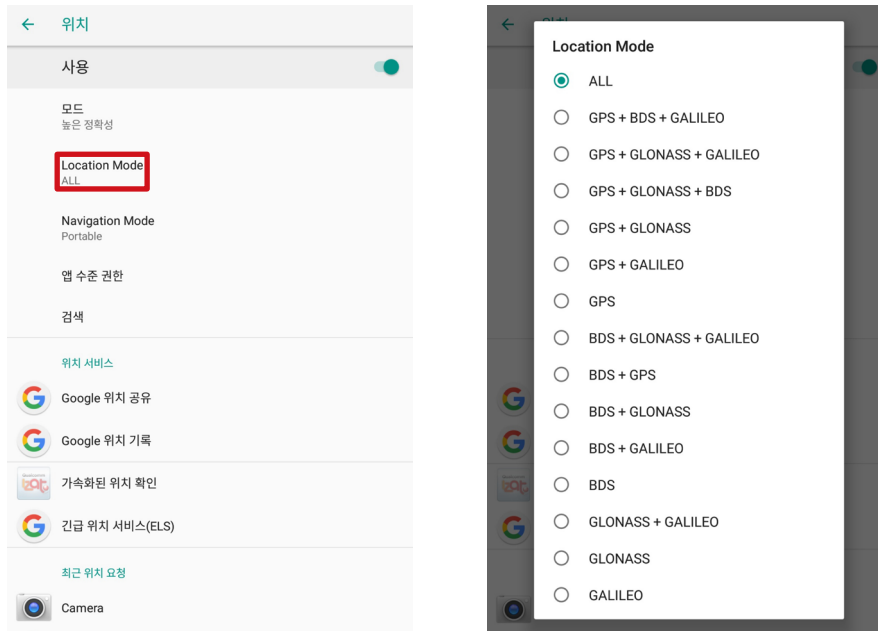 위치
사용
모드
높은 정확성
Location Mode
ALL
Navigation Mode
Portable
앱 수준 권한
검색
위치 서비스
Google 위치 공유
Google 위치 기록
가속화된 위치 확인
긴급 위치 서비스(ELS)
최근 위치 요청
Camera
Location Mode
ALL
GPS + BDS + GALILEO
GPS + GLONASS + GALILEO
GPS + GLONASS + BDS
GPS + GLONASS
GPS + GALILEO
GPS
BDS + GLONASS + GALILEO
BDS + GPS
BDS + GLONASS
BDS + GALILEO
BDS
GLONASS + GALILEO
GLONASS
GALILEO